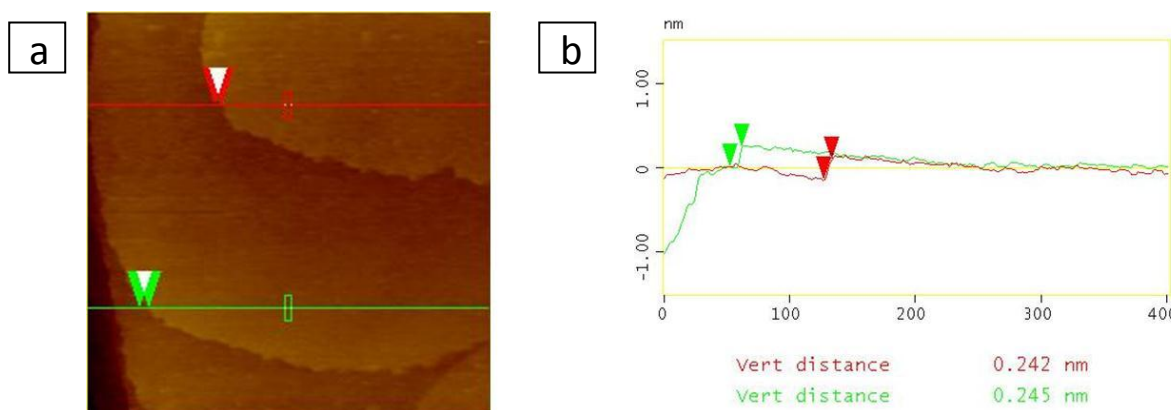 a
b
nm
1.00
0
-1.00
0 100 200 300 400
Vert distance 0.242 nm
Vert distance 0.245 nm